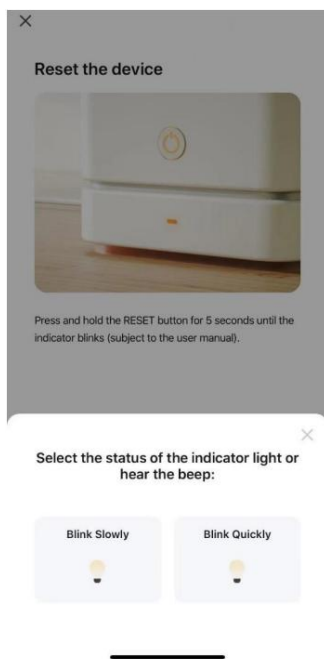 Reset the device
Press and hold the RESET button for 5 seconds until the
indicator blinks (subject to the user manual).
Select the status of the indicator light or
hear the beep:
Blink Slowly
Blink Quickly